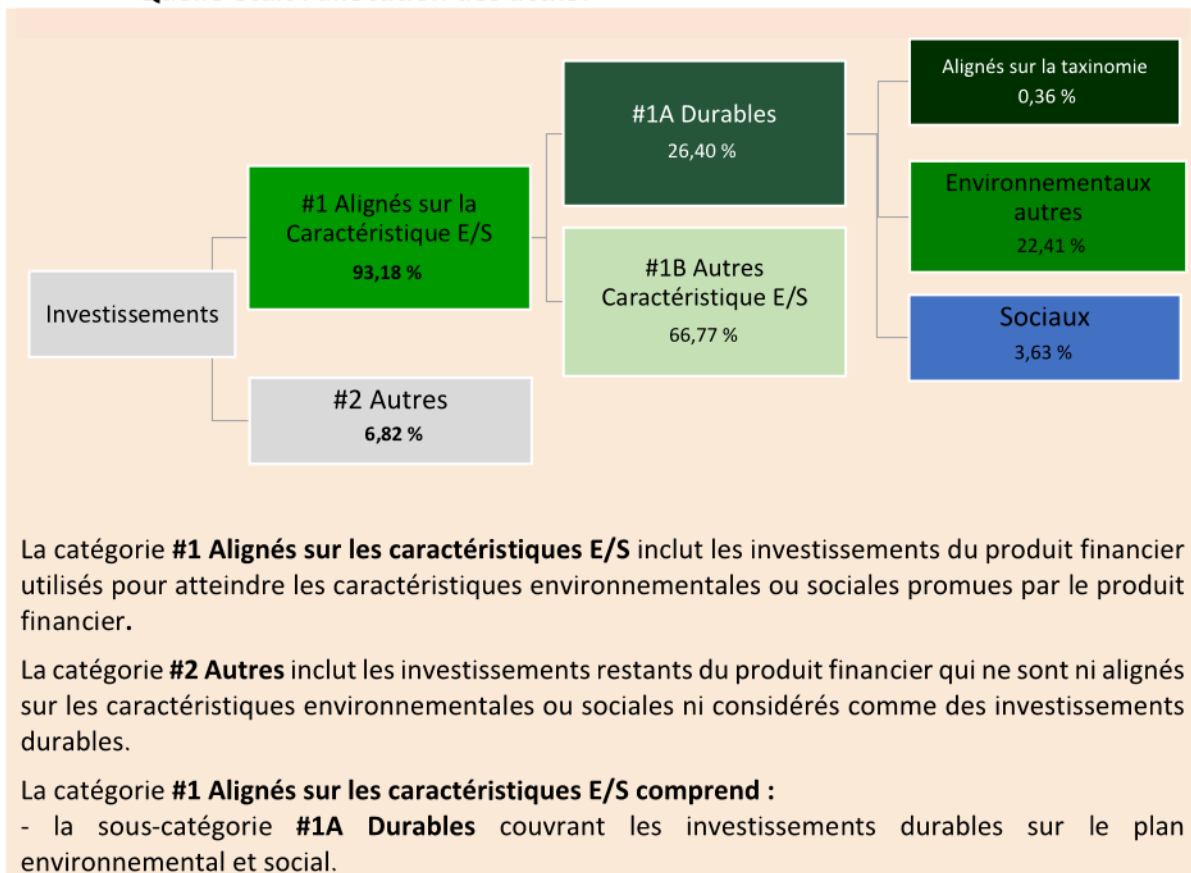 #1A Durables
26,40 %
Alignés sur la taxinomie
0,36 %
#1 Alignés sur la
Caractéristique E/S
93,18 %
Environnementaux
autres
22,41 %
Investissements
#1B Autres
Caractéristique E/S
66,77 %
Sociaux
3,63 %
#2 Autres
6,82 %
La catégorie #1 Alignés sur les caractéristiques E/S inclut les investissements du produit financier
utilisés pour atteindre les caractéristiques environnementales ou sociales promues par le produit
financier.
La catégorie #2 Autres inclut les investissements restants du produit financier qui ne sont ni alignés
sur les caractéristiques environnementales ou sociales ni considérés comme des investissements
durables.
La catégorie #1 Alignés sur les caractéristiques E/S comprend :
- la sous-catégorie #1A Durables couvrant les investissements durables sur le plan
environnemental et social.